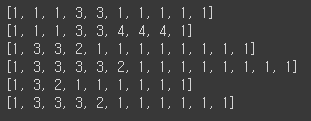 [1, 1, 1, 3, 3, 1, 1, 1, 1, 1]
[1, 1, 1, 3, 3, 4, 4, 4, 1]
[1, 3, 3, 2, 1, 1, 1, 1, 1, 1, 1, 1]
[1, 3, 3, 3, 3, 2, 1, 1, 1, 1, 1, 1, 1, 1]
[1, 3, 2, 1, 1, 1, 1, 1, 1]
[1, 3, 3, 3, 2, 1, 1, 1, 1, 1, 1]